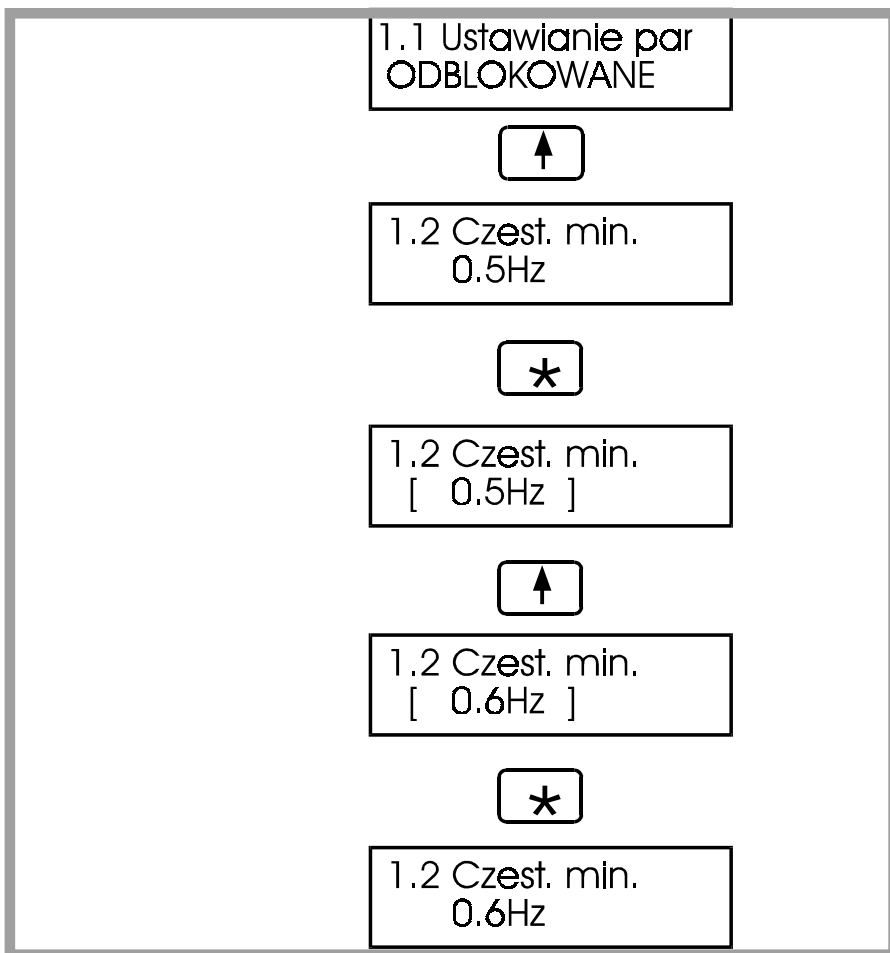 1.1 Ustawianie par
ODBLOKOWANE
1.2 Czest. min.
0.5Hz
*
1.2 Czest. min.
[ 0.5Hz ]
1.2 Czest. min.
[ 0.6Hz ]
*
1.2 Czest. min.
0.6Hz